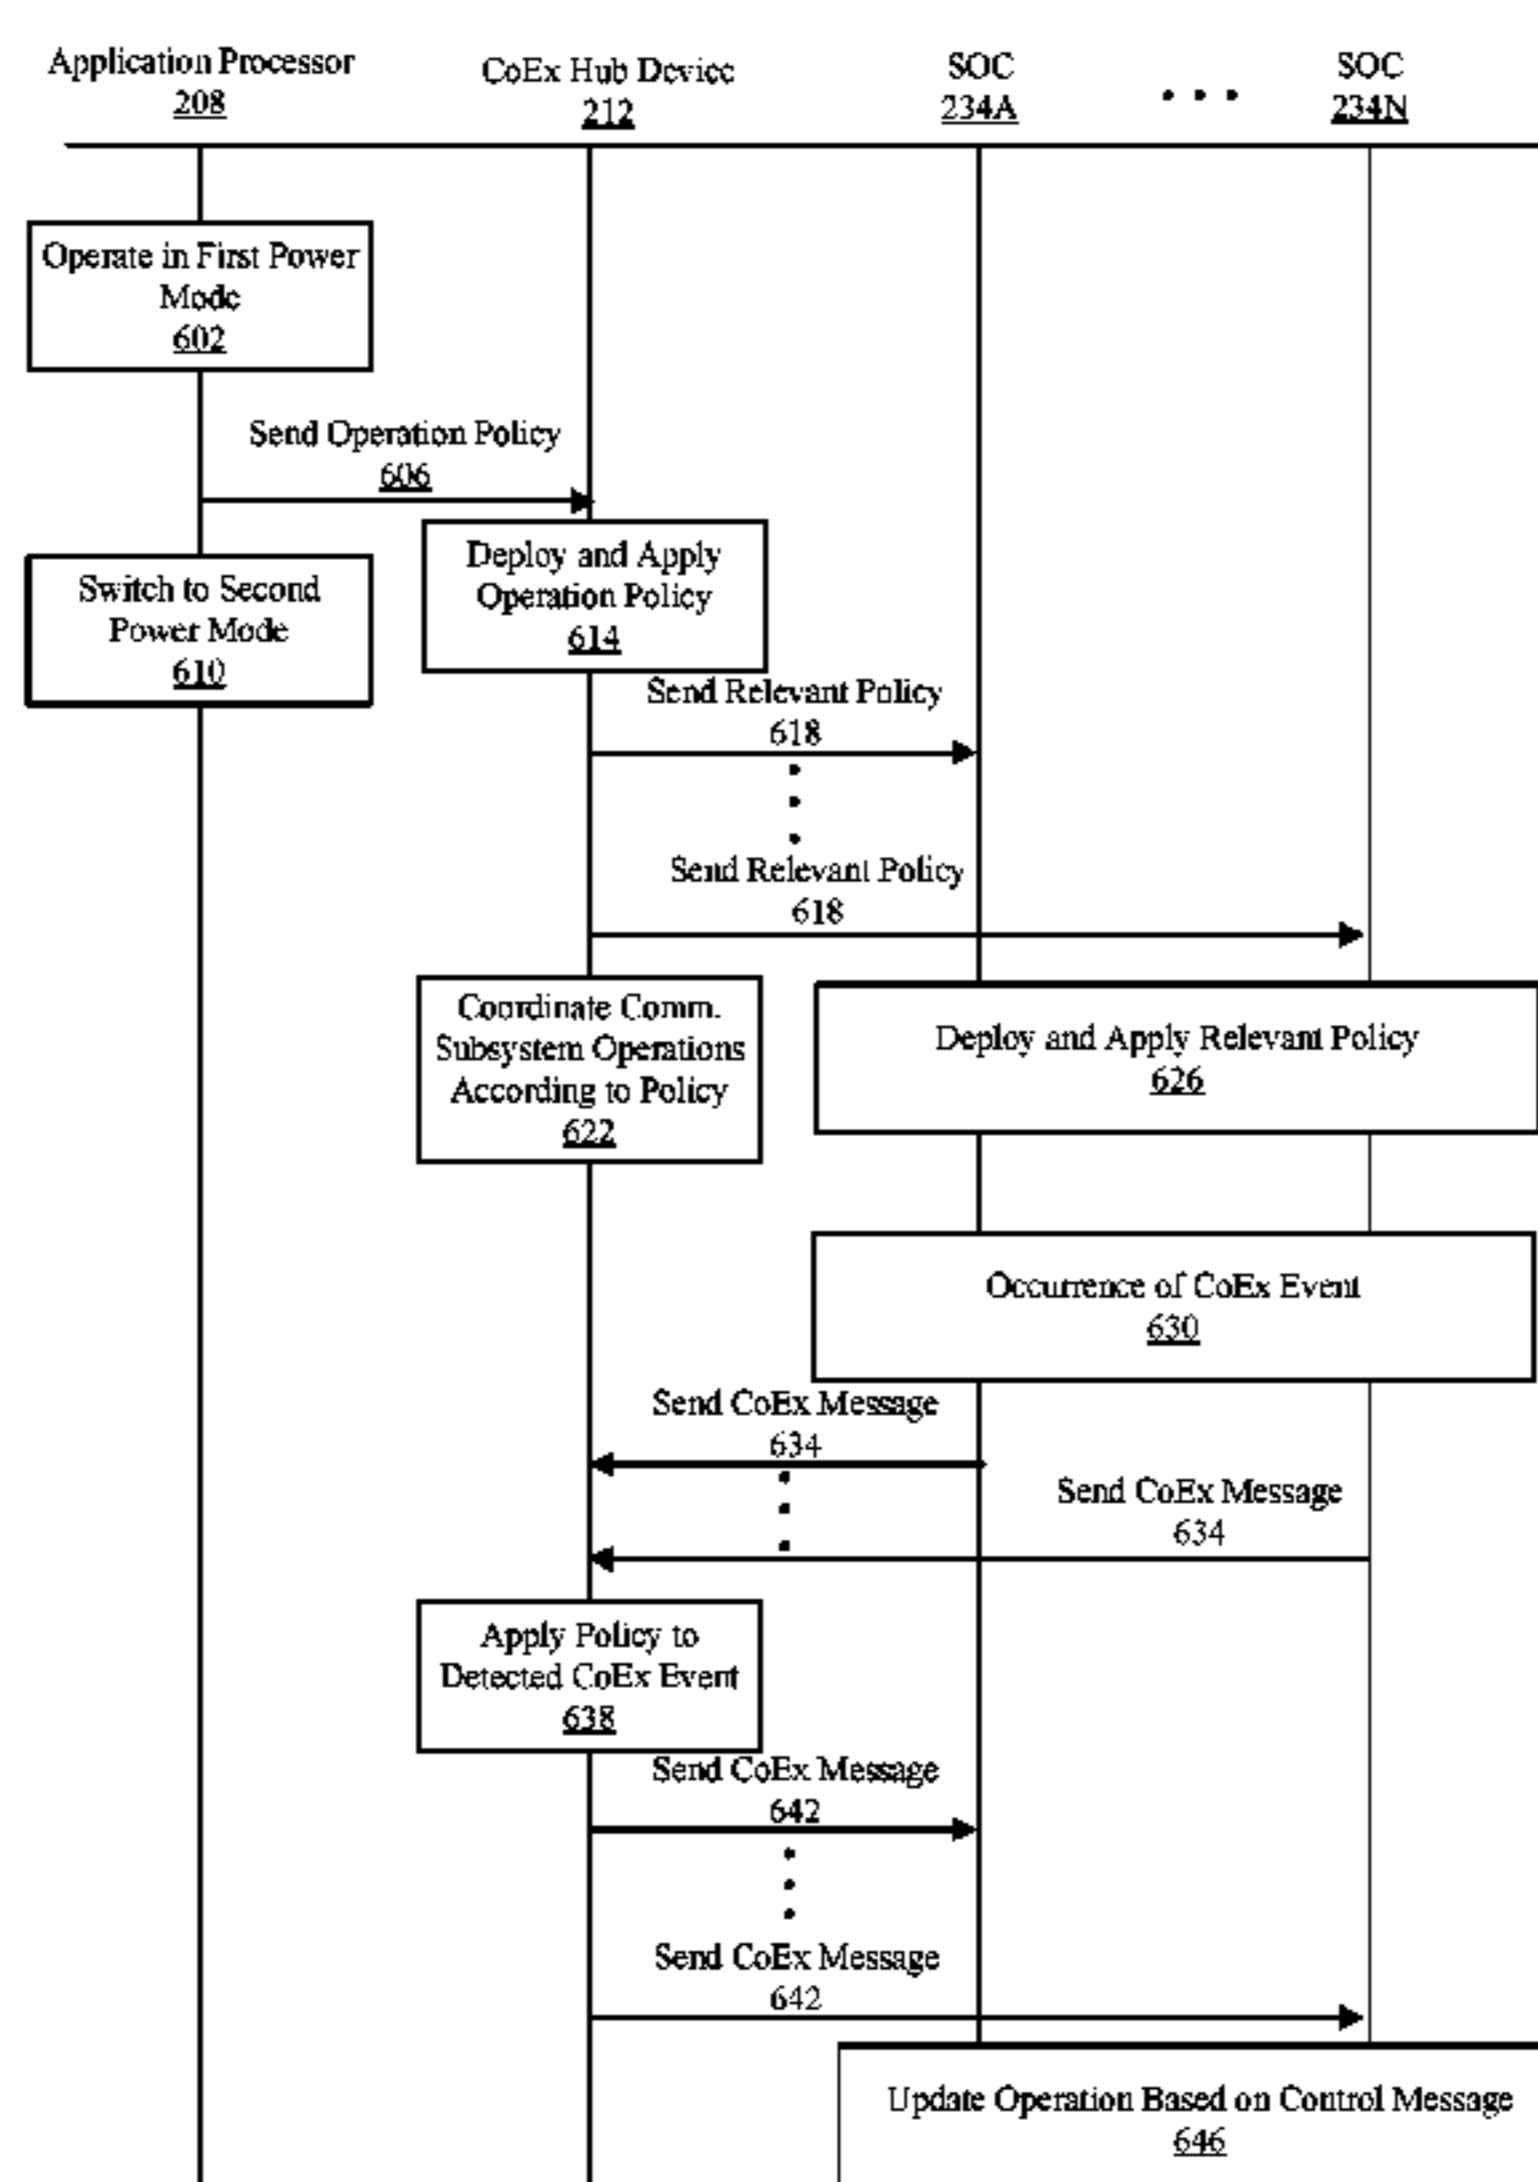 Application Processor
208
CoEx Hub Device
212
SOC
234A
SOC
234N
Operate in First Power
Mode
602
Send Operation Policy
606
Switch to Second
Power Mode
610
Deploy and Apply
Operation Policy
614
Send Relevant Policy
618
Send Relevant Policy
618
Coordinate Comm.
Subsystem Operations
According to Policy
622
Deploy and Apply Relevant Policy
626
Occurrence of CoEx Event
630
Send CoEx Message
634
Send CoEx Message
634
Apply Policy to
Detected CoEx Event
638
Send CoEx Message
642
Send CoEx Message
642
Update Operation Based on Control Message
646